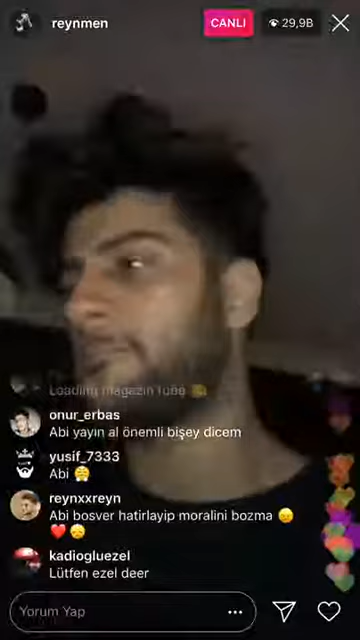 reynmen
CANLI
29,9B
onur_erbas
Abi yayın al önemli bişey dicem
yusif_7333
Abi
reynxxreyn
Abi bosver hatirlayip moralini bozma
kadiogluezel
Lütfen ezel deer
Yorum Yap